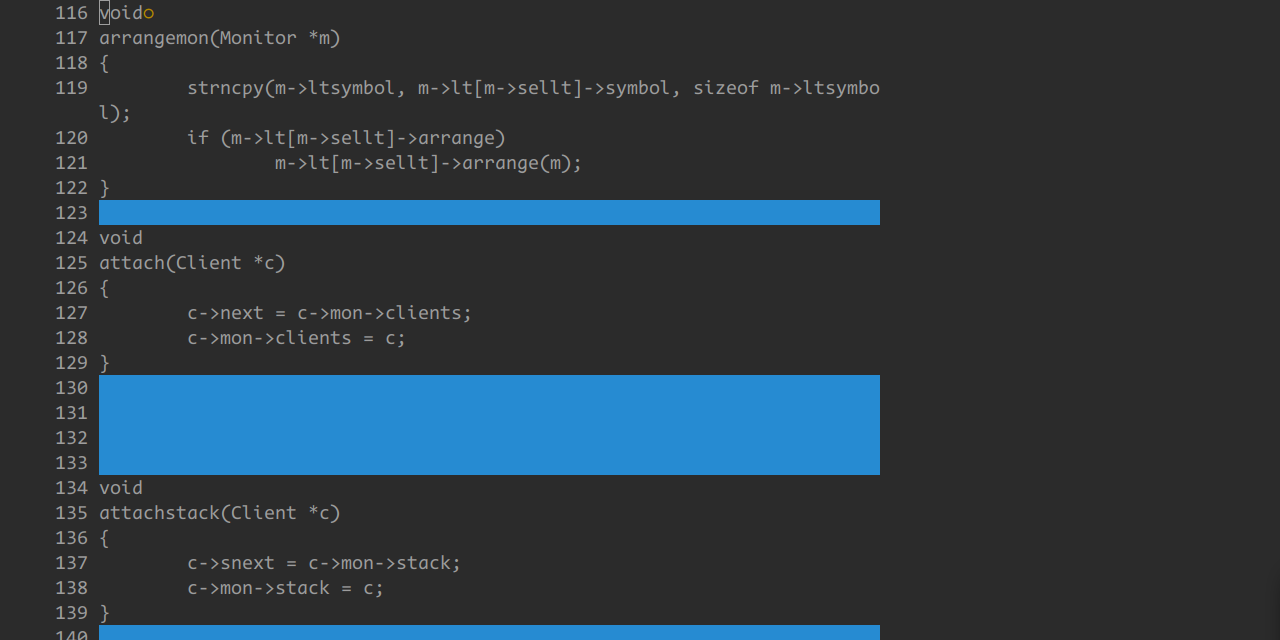 116 void
117 arrangemon(Monitor *m)
118 {
119         strncpy(m->ltsymbol, m->lt[m->sellt]->symbol, sizeof m->ltsymbo
l);
120         if (m->lt[m->sellt]->arrange)
121                 m->lt[m->sellt]->arrange(m);
122 }
123
124 void
125 attach(Client *c)
126 {
127         c->next = c->mon->clients;
128         c->mon->clients = c;
129 }
130
131
132
133
134 void
135 attachstack(Client *c)
136 {
137         c->snext = c->mon->stack;
138         c->mon->stack = c;
139 }
140